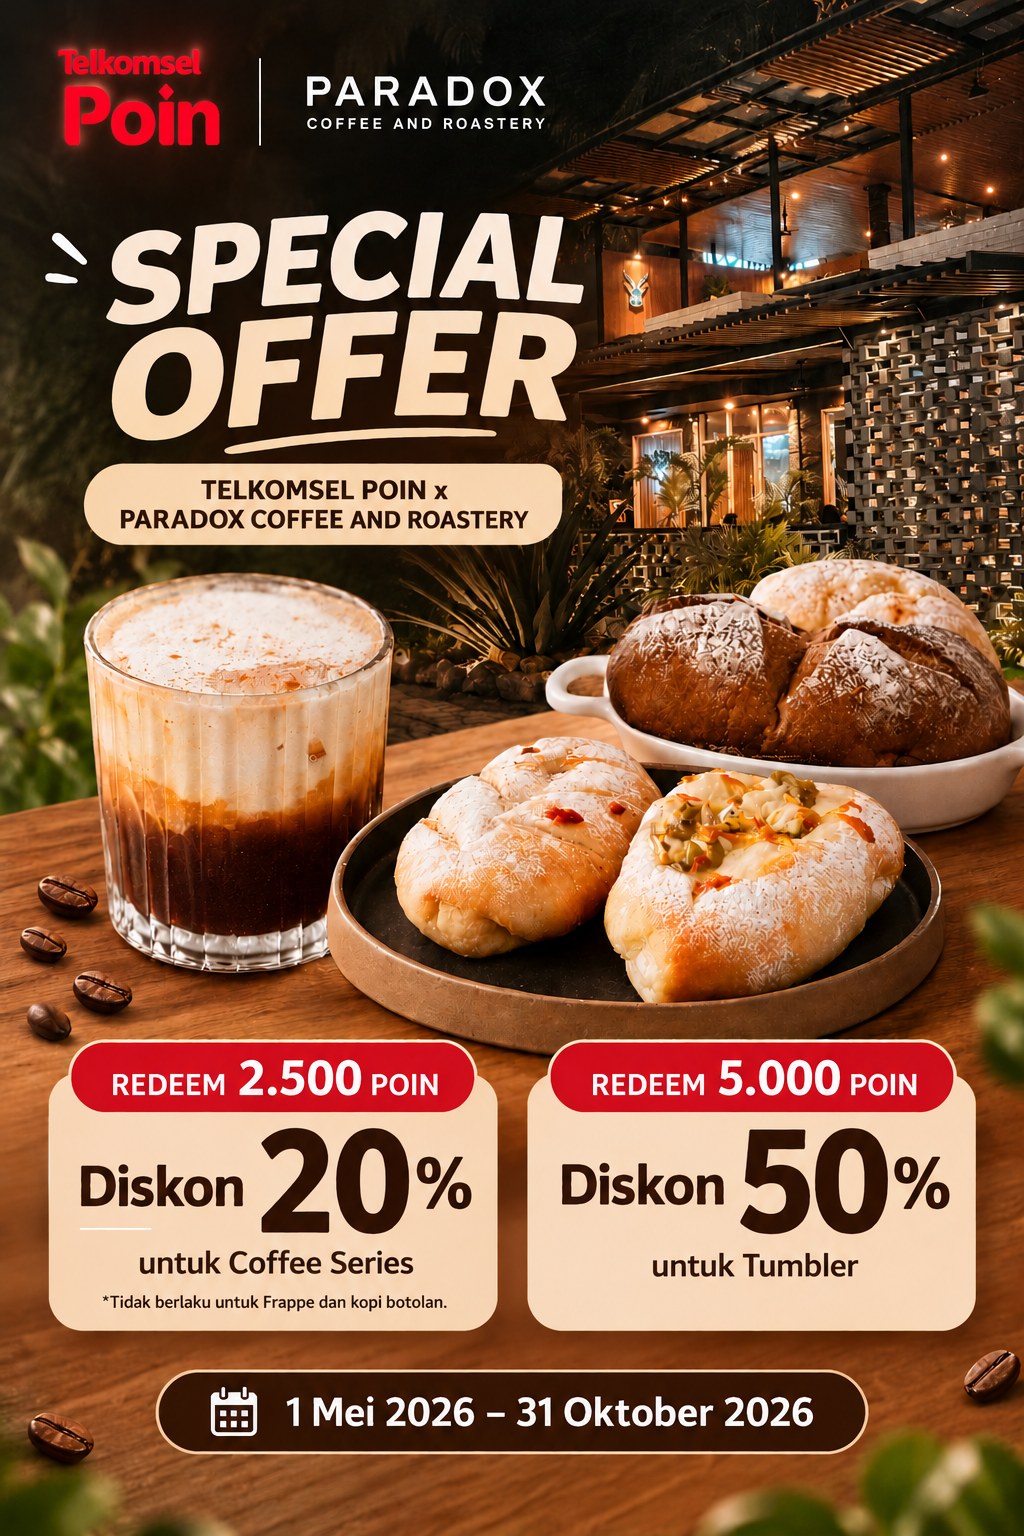 Telkomsel
Poin
PARADOX
COFFEE AND ROASTERY
SPECIAL
OFFER
TELKOMSEL POIN x
PARADOX COFFEE AND ROASTERY
REDEEM 2.500 POIN
Diskon 20%
untuk Coffee Series
*Tidak berlaku untuk Frappe dan kopi botolan.
REDEEM 5.000 POIN
Diskon 50%
untuk Tumbler
1 Mei 2026 – 31 Oktober 2026